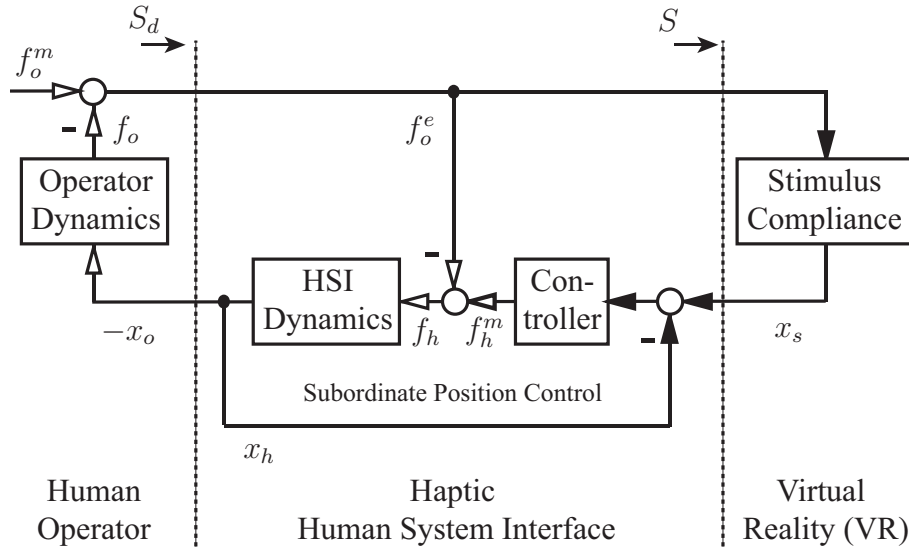 S_d
S
f_o^m
-
f_o
f_o^e
Operator
Dynamics
Stimulus
Compliance
-
HSI
Dynamics
Con-
troller
-x_o
f_h
f_h^m
-
x_s
Subordinate Position Control
x_h
Human
Operator
Haptic
Human System Interface
Virtual
Reality (VR)